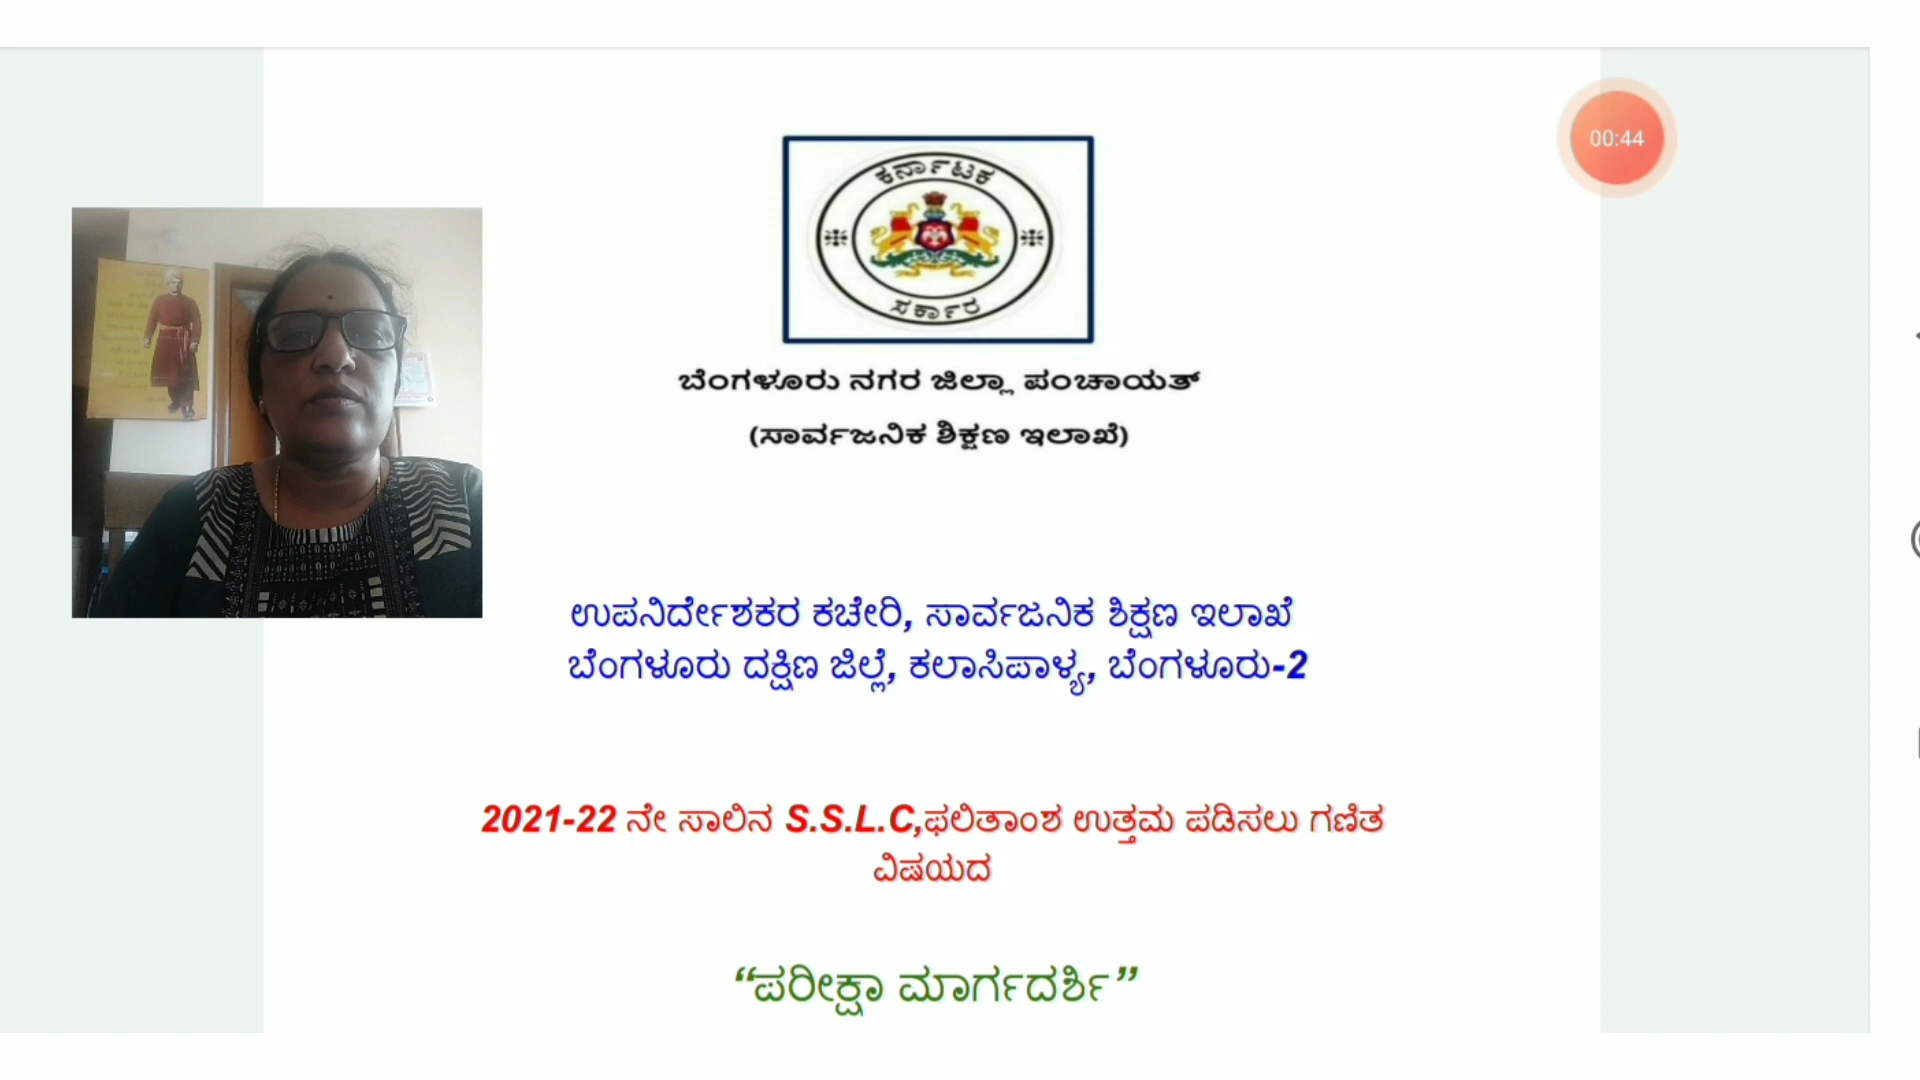 00:44
ಕರ್ನಾಟಕ
ಸರ್ಕಾರ
ಬೆಂಗಳೂರು ನಗರ ಜಿಲ್ಲಾ ಪಂಚಾಯತ್
(ಸಾರ್ವಜನಿಕ ಶಿಕ್ಷಣ ಇಲಾಖೆ)
ಉಪನಿರ್ದೇಶಕರ ಕಚೇರಿ, ಸಾರ್ವಜನಿಕ ಶಿಕ್ಷಣ ಇಲಾಖೆ
ಬೆಂಗಳೂರು ದಕ್ಷಿಣ ಜಿಲ್ಲೆ, ಕಲಾಸಿಪಾಳ್ಯ, ಬೆಂಗಳೂರು-2
2021-22 ನೇ ಸಾಲಿನ S.S.L.C,ಫಲಿತಾಂಶ ಉತ್ತಮ ಪಡಿಸಲು ಗಣಿತ
ವಿಷಯದ
“ಪರೀಕ್ಷಾ ಮಾರ್ಗದರ್ಶಿ”